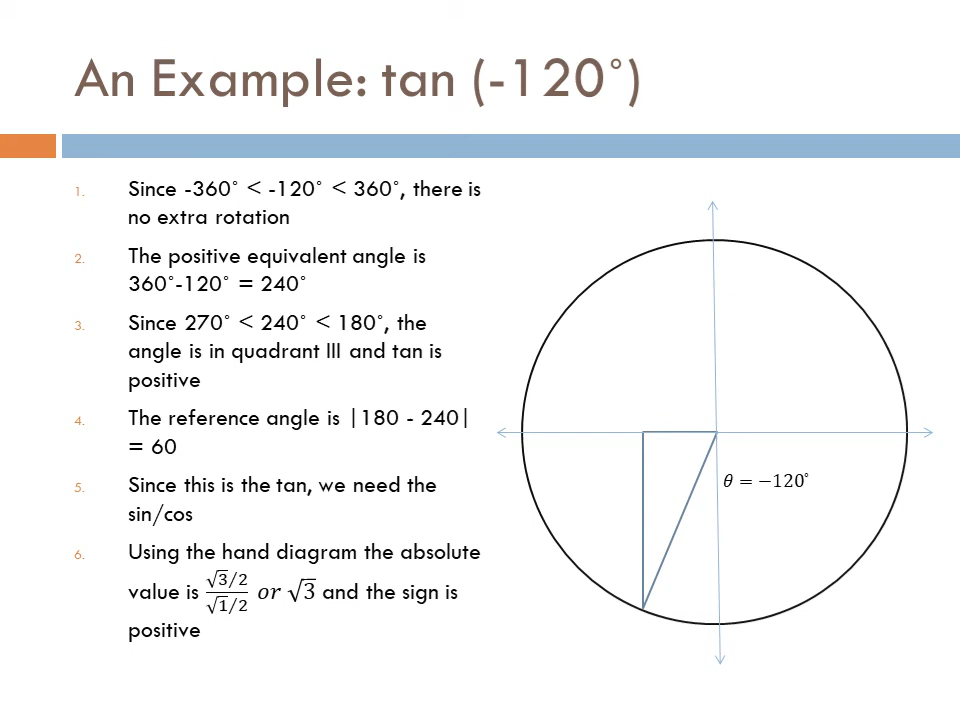 An Example: tan (-120˚)
1. Since -360˚ < -120˚ < 360˚, there is
no extra rotation
2. The positive equivalent angle is
360˚-120˚ = 240˚
3. Since 270˚ < 240˚ < 180˚, the
angle is in quadrant III and tan is
positive
4. The reference angle is |180 - 240|
= 60
5. Since this is the tan, we need the
sin/cos
6. Using the hand diagram the absolute
value is (√3/2)/(√1/2) or √3 and the sign is
positive
θ = −120˚